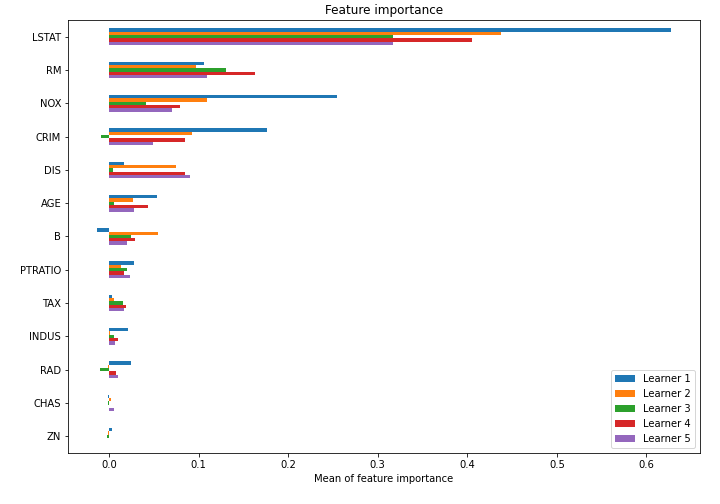 Feature importance
LSTAT
RM
NOX
CRIM
DIS
AGE
B
PTRATIO
TAX
INDUS
RAD
CHAS
ZN
Learner 1
Learner 2
Learner 3
Learner 4
Learner 5
0.0 0.1 0.2 0.3 0.4 0.5 0.6
Mean of feature importance